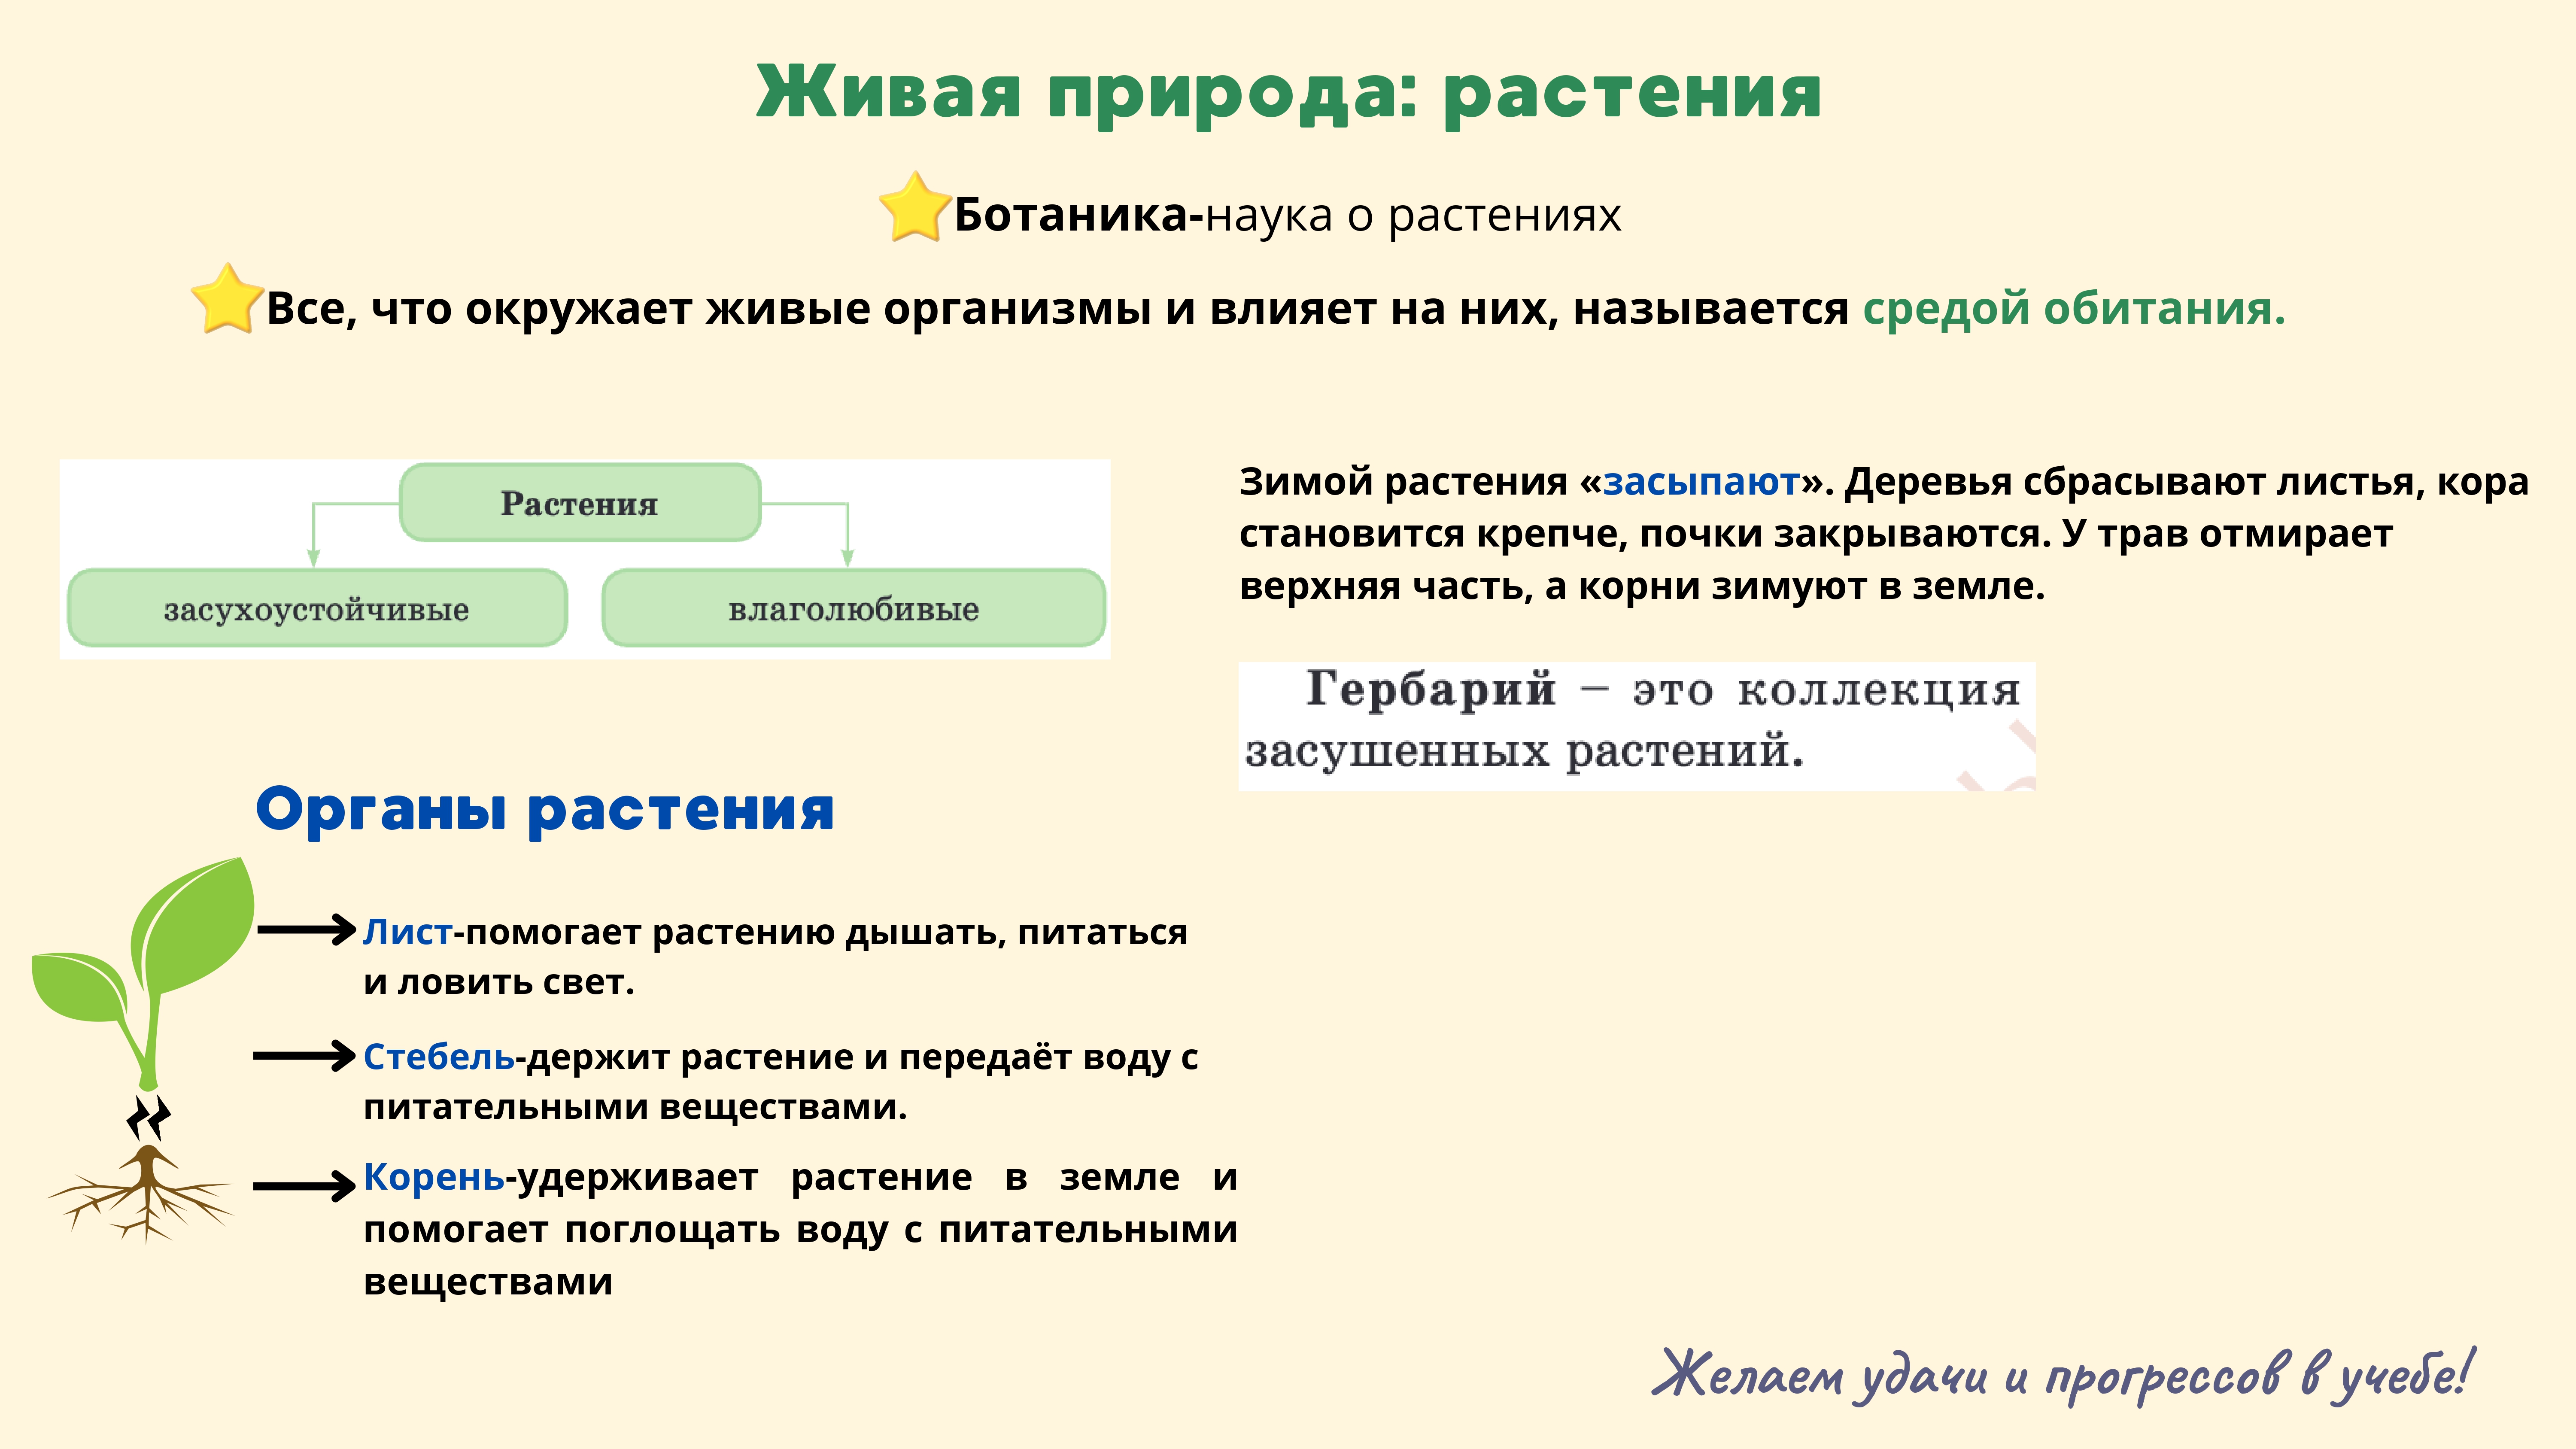 Живая природа: растения
Ботаника-наука о растениях
Все, что окружает живые организмы и влияет на них, называется средой обитания.
Растения
засухоустойчивые
влаголюбивые
Зимой растения «засыпают». Деревья сбрасывают листья, кора
становится крепче, почки закрываются. У трав отмирает
верхняя часть, а корни зимуют в земле.
Гербарий – это коллекция
засушенных растений.
Органы растения
Лист-помогает растению дышать, питаться
и ловить свет.
Стебель-держит растение и передаёт воду с
питательными веществами.
Корень-удерживает растение в земле и
помогает поглощать воду с питательными
веществами
Желаем удачи и прогрессов в учебе!